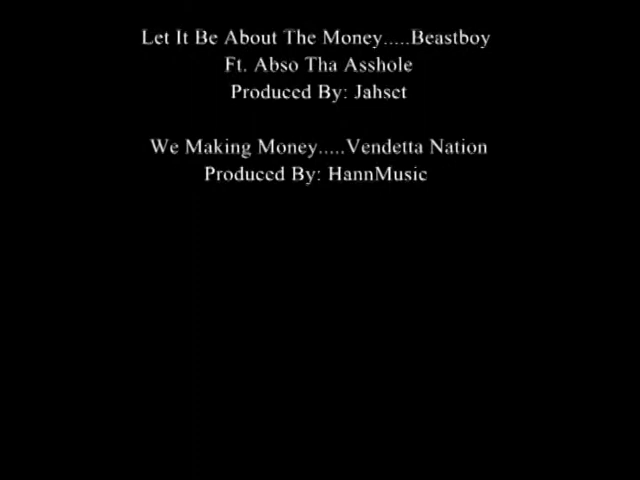 Let It Be About The Money.....Beastboy
Ft. Abso Tha Asshole
Produced By: Jahset
We Making Money.....Vendetta Nation
Produced By: HannMusic